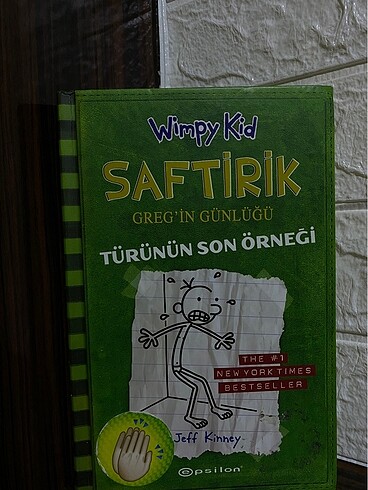 Wimpy Kid
SAFTİRİK
GREG'İN GÜNLÜĞÜ
TÜRÜNÜN SON ÖRNEĞİ
THE #1
NEW YORK TIMES
BESTSELLER
Jeff Kinney
epsilon